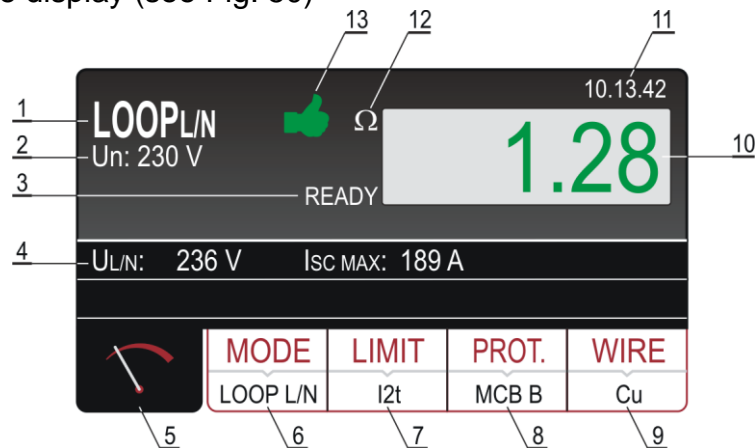 display (see Fig.
13
12
11
10.13.42
1
LOOPL/N
Ω
2
Un: 230 V
1.28
10
3
READY
4
UL/N: 236 V ISC MAX: 189 A
MODE LIMIT PROT. WIRE
LOOP L/N I2t MCB B Cu
5 6 7 8 9